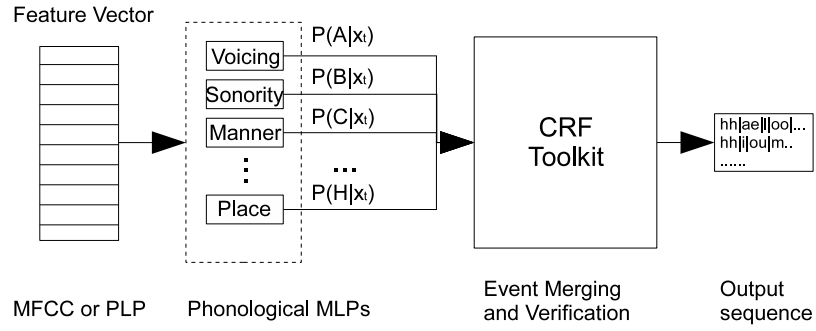 Feature Vector
Voicing
Sonority
Manner
Place
P(A|xt)
P(B|xt)
P(C|xt)
...
P(H|xt)
CRF
Toolkit
hh|ae|l|oo|...
hh|i|ou|m..
......
MFCC or PLP
Phonological MLPs
Event Merging
and Verification
Output
sequence